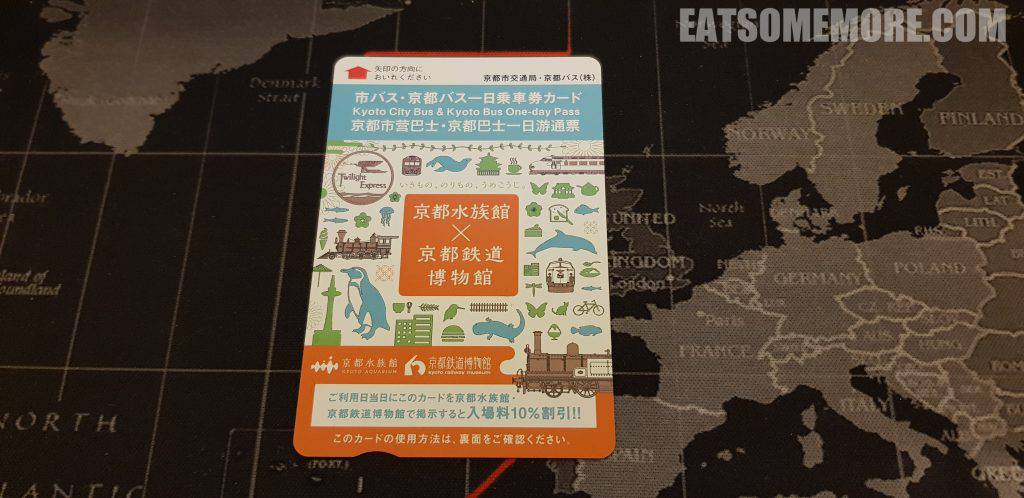 EATSOMEMORE.COM
矢印の方向に
おいれください
京都市交通局・京都バス(株)
市バス・京都バス一日乗車券カード
Kyoto City Bus & Kyoto Bus One-day Pass
京都市営巴士・京都巴士一日游通票
Twilight
Express
いきもの、のりもの、うめこうじ。
京都水族館
×
京都鉄道
博物館
京都水族館
KYOTO AQUARIUM
京都鉄道博物館
kyoto railway museum
ご利用日当日にこのカードを京都水族館・
京都鉄道博物館で掲示すると入場料10%割引!!
このカードの使用方法は、裏面をご確認ください。
Denmark
Strait
NORWAY
SWEDEN
FINLAND
North
Sea
EST
LITH
UNITED
KINGDOM
GERMANY
POLAND
Paris
FRANCE
ITALY
SPAIN
GREE
NORTH
ATLANTIC